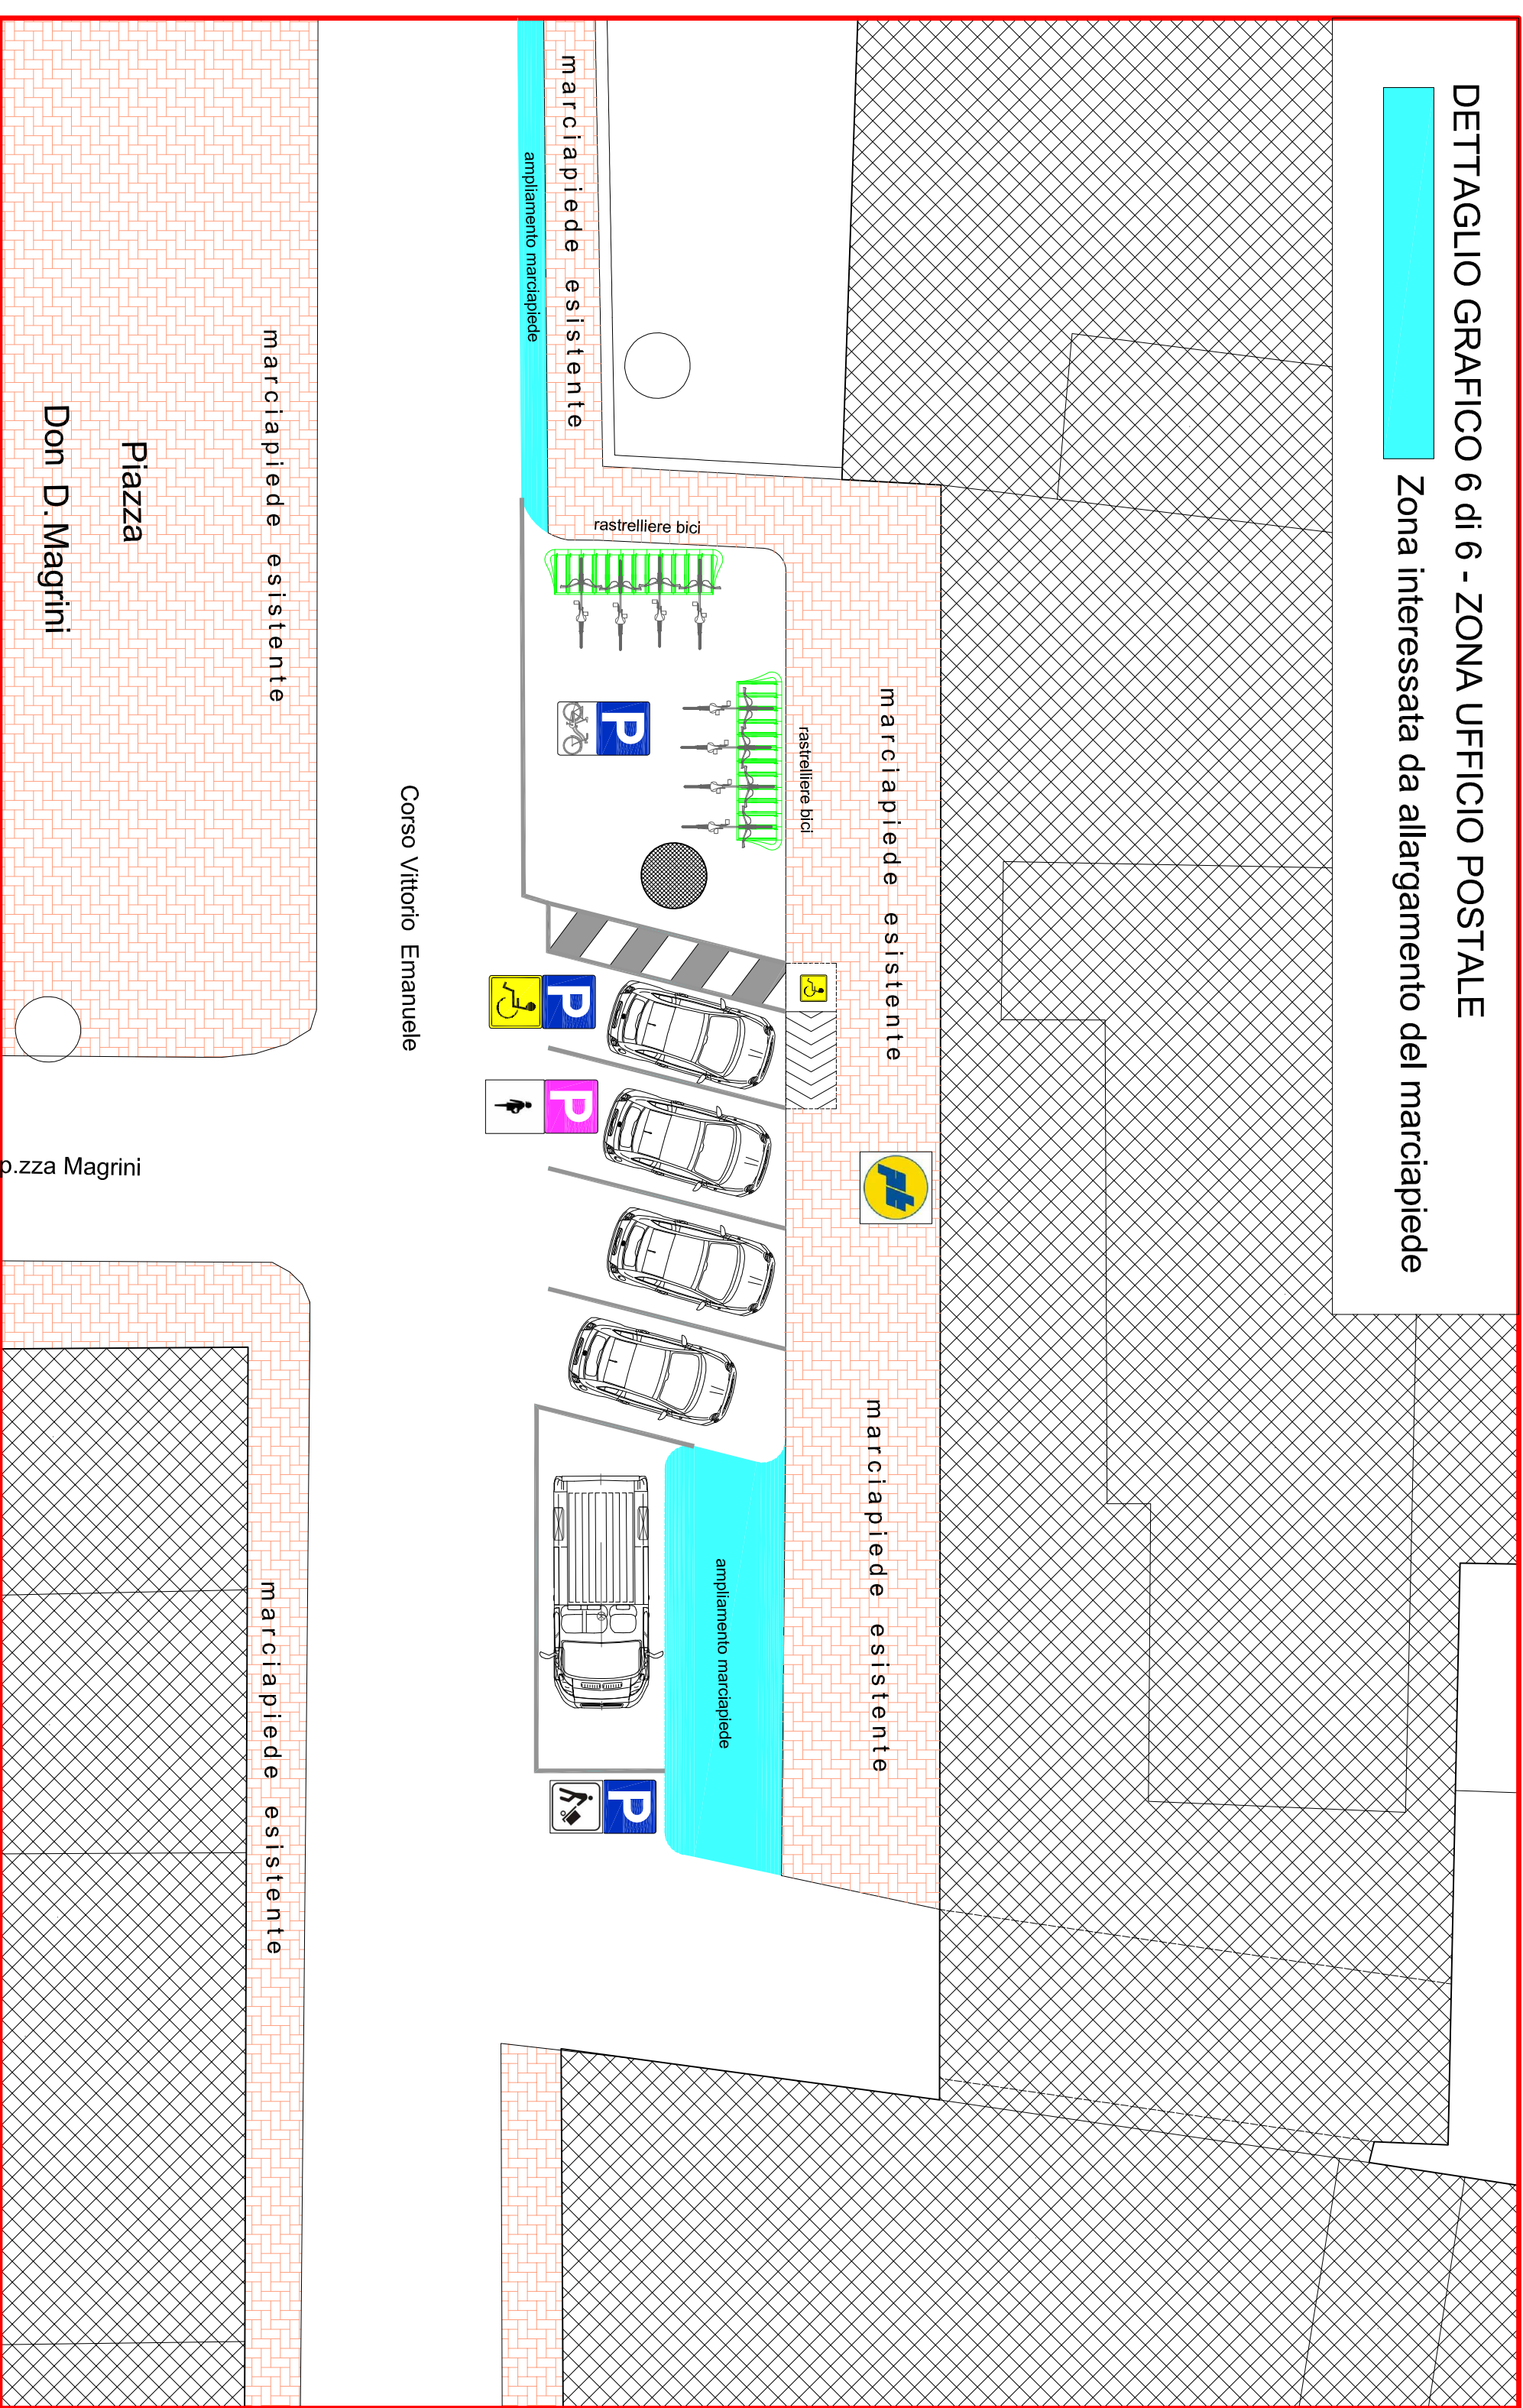 DETTAGLIO GRAFICO 6 di 6 - ZONA UFFICIO POSTALE
Zona interessata da allargamento del marciapiede
marciapiede esistente
ampliamento marciapiede
rastrelliere bici
rastrelliere bici
marciapiede esistente
P
P
P
PT
marciapiede esistente
ampliamento marciapiede
P
Corso Vittorio Emanuele
marciapiede esistente
Piazza
Don D.Magrini
p.zza Magrini
marciapiede esistente